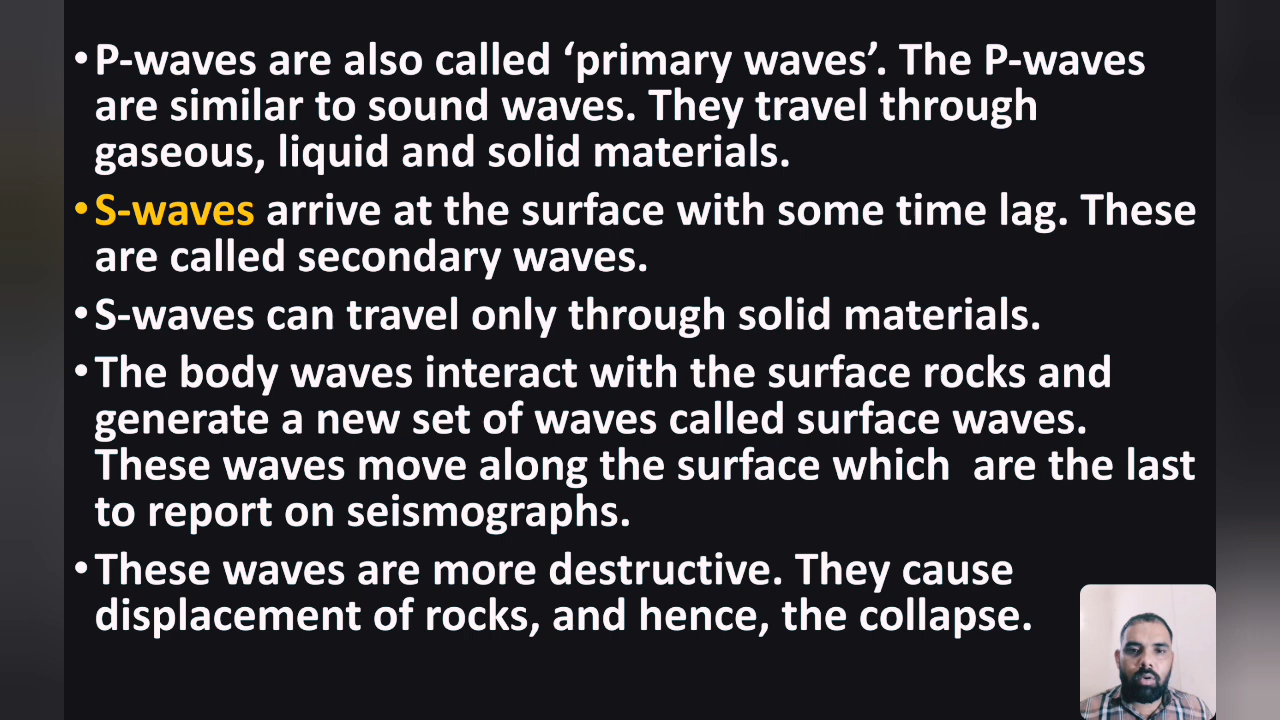 •P-waves are also called ‘primary waves’. The P-waves
are similar to sound waves. They travel through
gaseous, liquid and solid materials.
•S-waves arrive at the surface with some time lag. These
are called secondary waves.
•S-waves can travel only through solid materials.
•The body waves interact with the surface rocks and
generate a new set of waves called surface waves.
These waves move along the surface which  are the last
to report on seismographs.
•These waves are more destructive. They cause
displacement of rocks, and hence, the collapse.